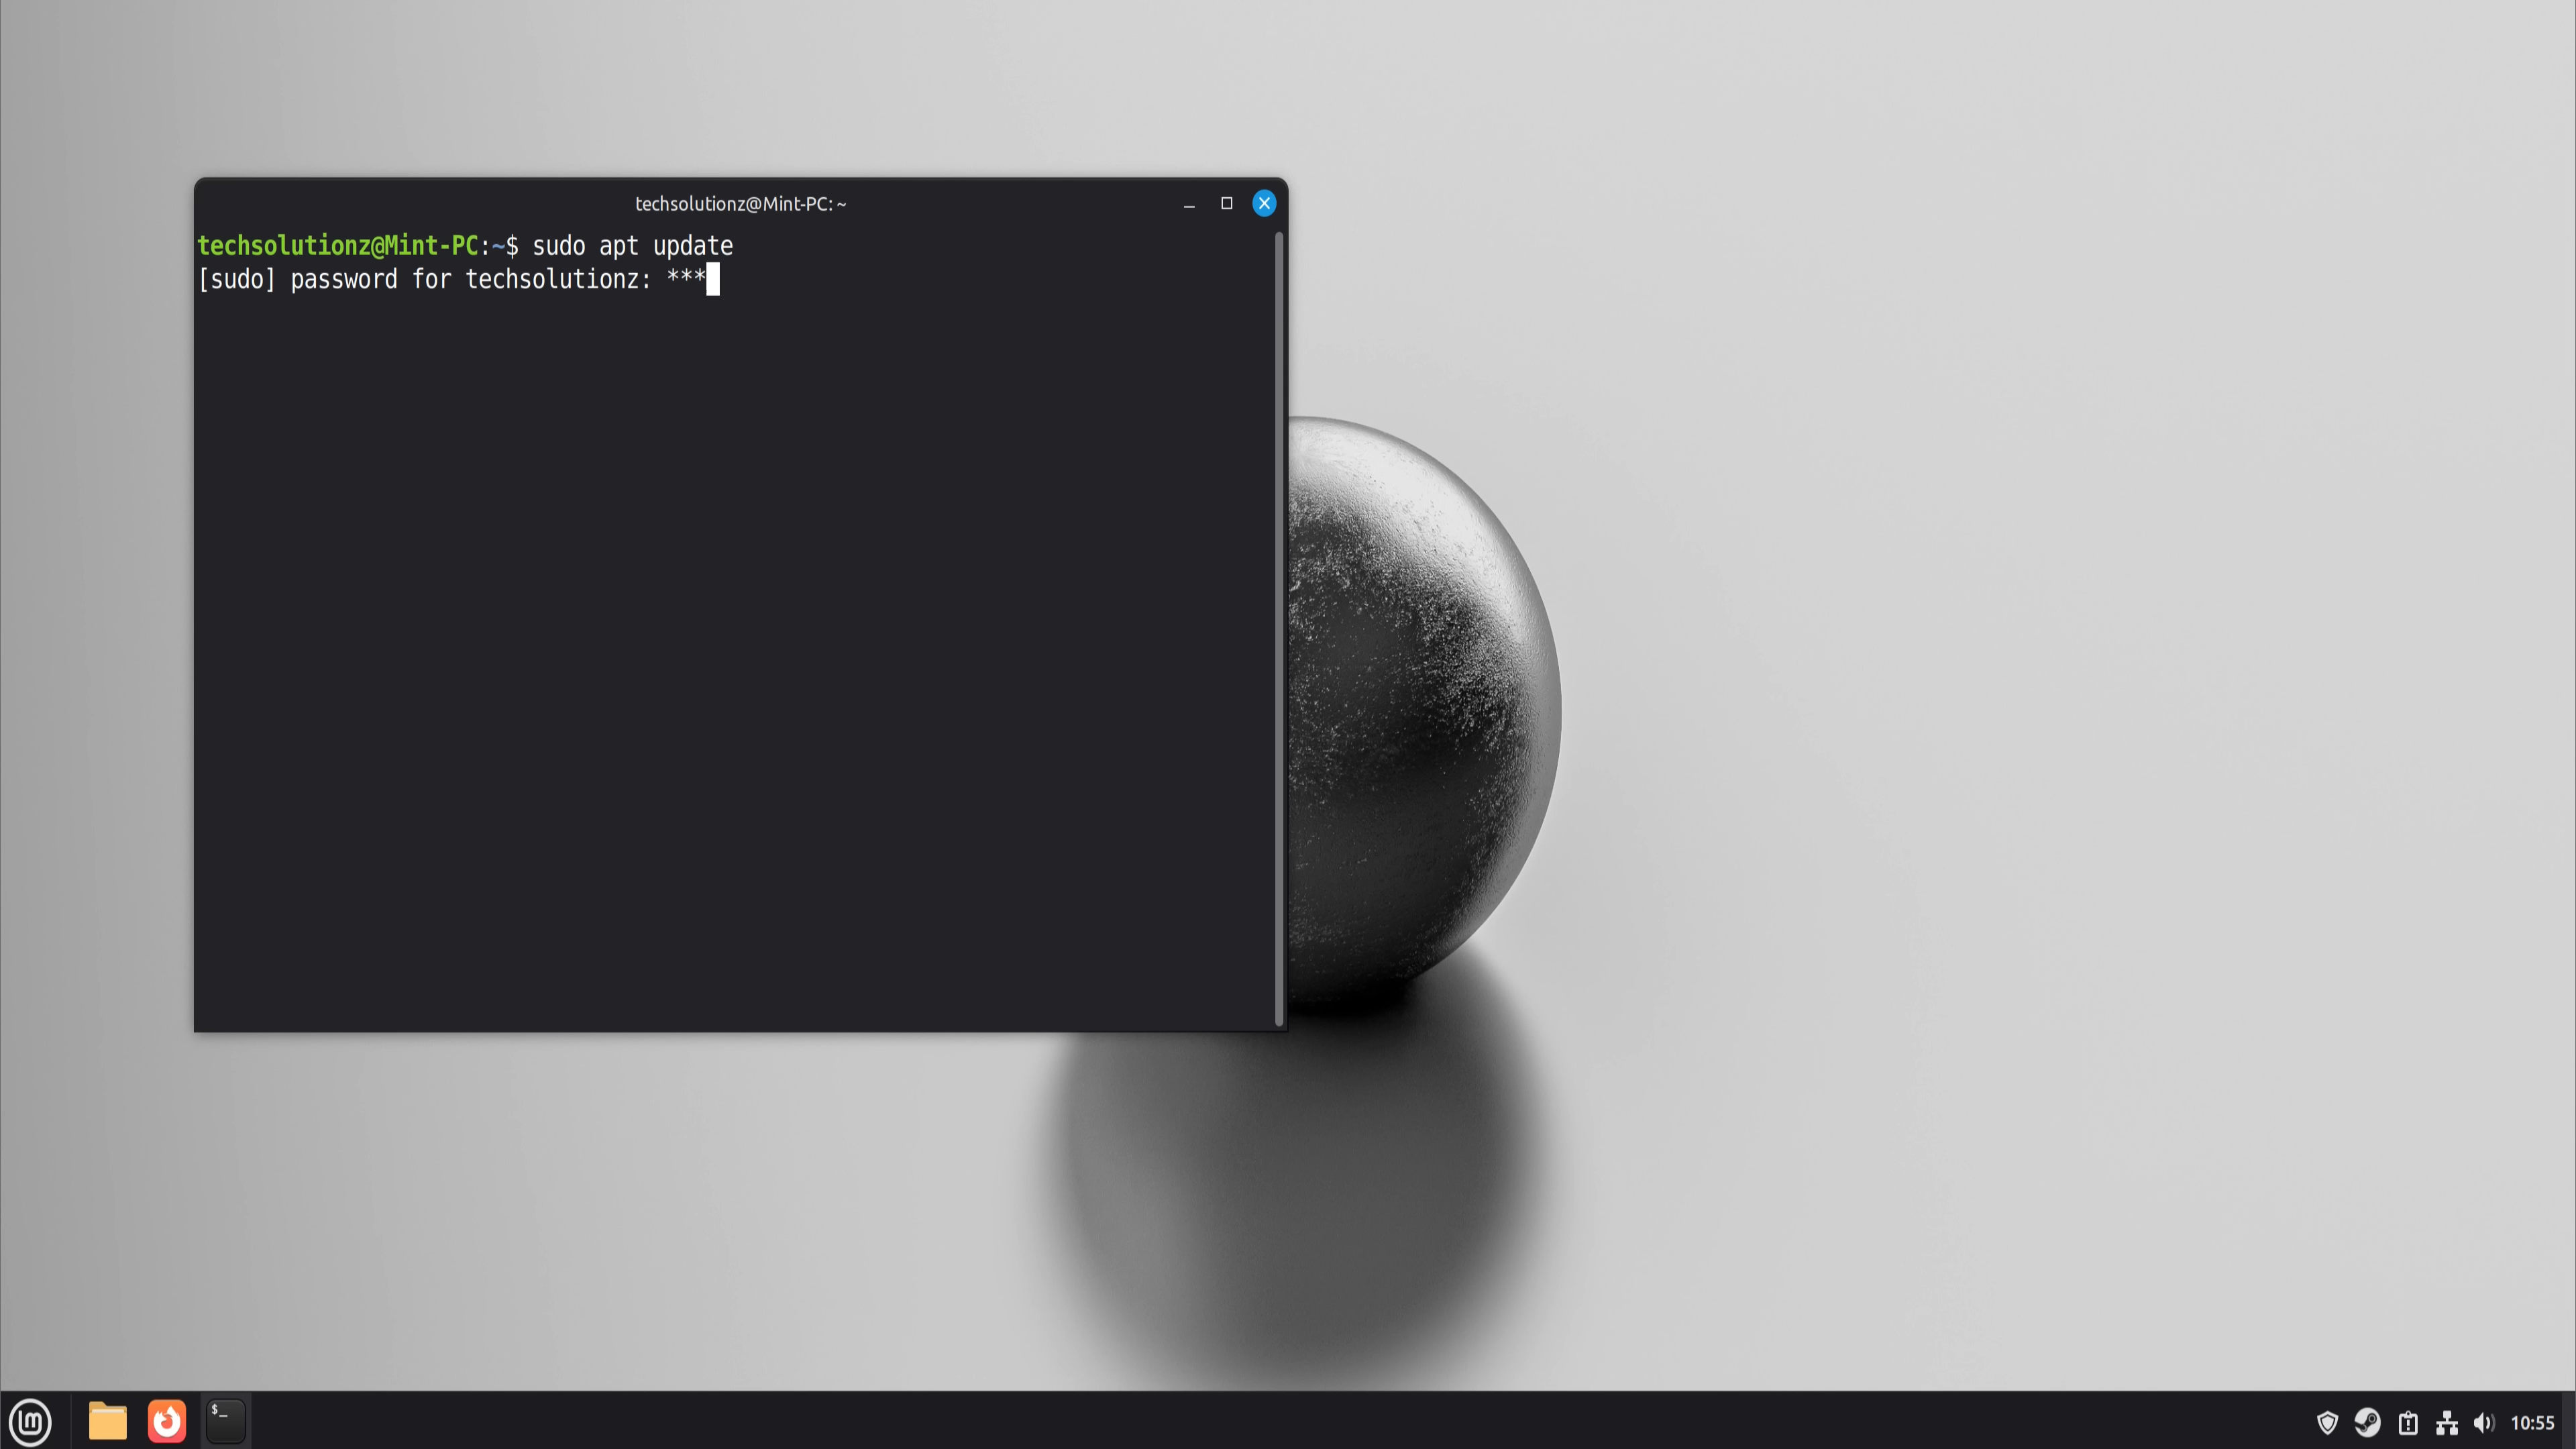 techsolutionz@Mint-PC: ~
techsolutionz@Mint-PC:~$ sudo apt update
[sudo] password for techsolutionz: ***
$_
10:55